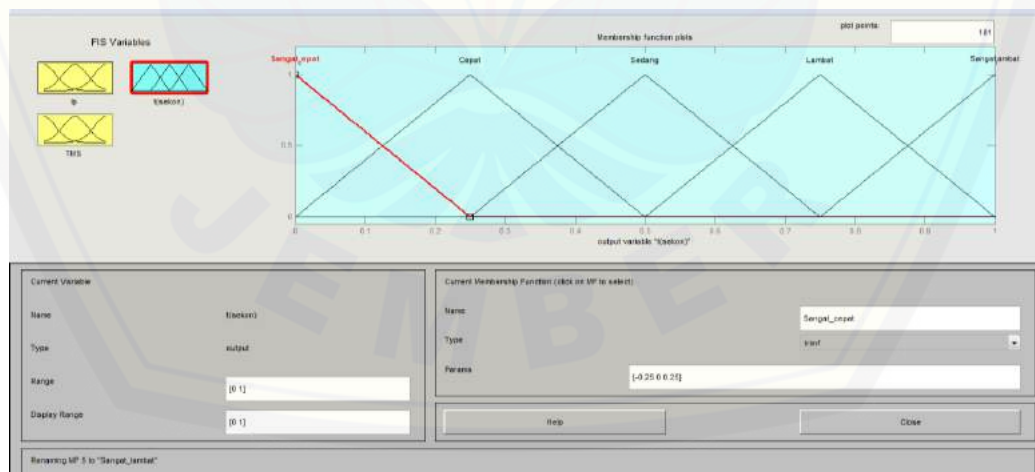 FIS Variables
Membership function plots
plot points:
181
Ip
t(sekon)
TMS
Sangat_cepat
Cepat
Sedang
Lambat
Sangat_lambat
1
0.5
0
0 0.1 0.2 0.3 0.4 0.5 0.6 0.7 0.8 0.9 1
output variable "t(sekon)"
JEMBER
Current Variable
Name t(sekon)
Type output
Range [0 1]
Display Range [0 1]
Current Membership Function (click on MF to select)
Name Sangat_cepat
Type trimf
Params [-0.25 0 0.25]
Help Close
Renaming MF 5 to "Sangat_lambat"